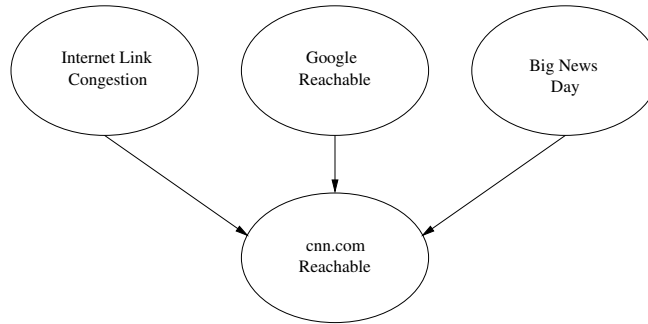 Internet Link
Congestion
Google
Reachable
Big News
Day
cnn.com
Reachable